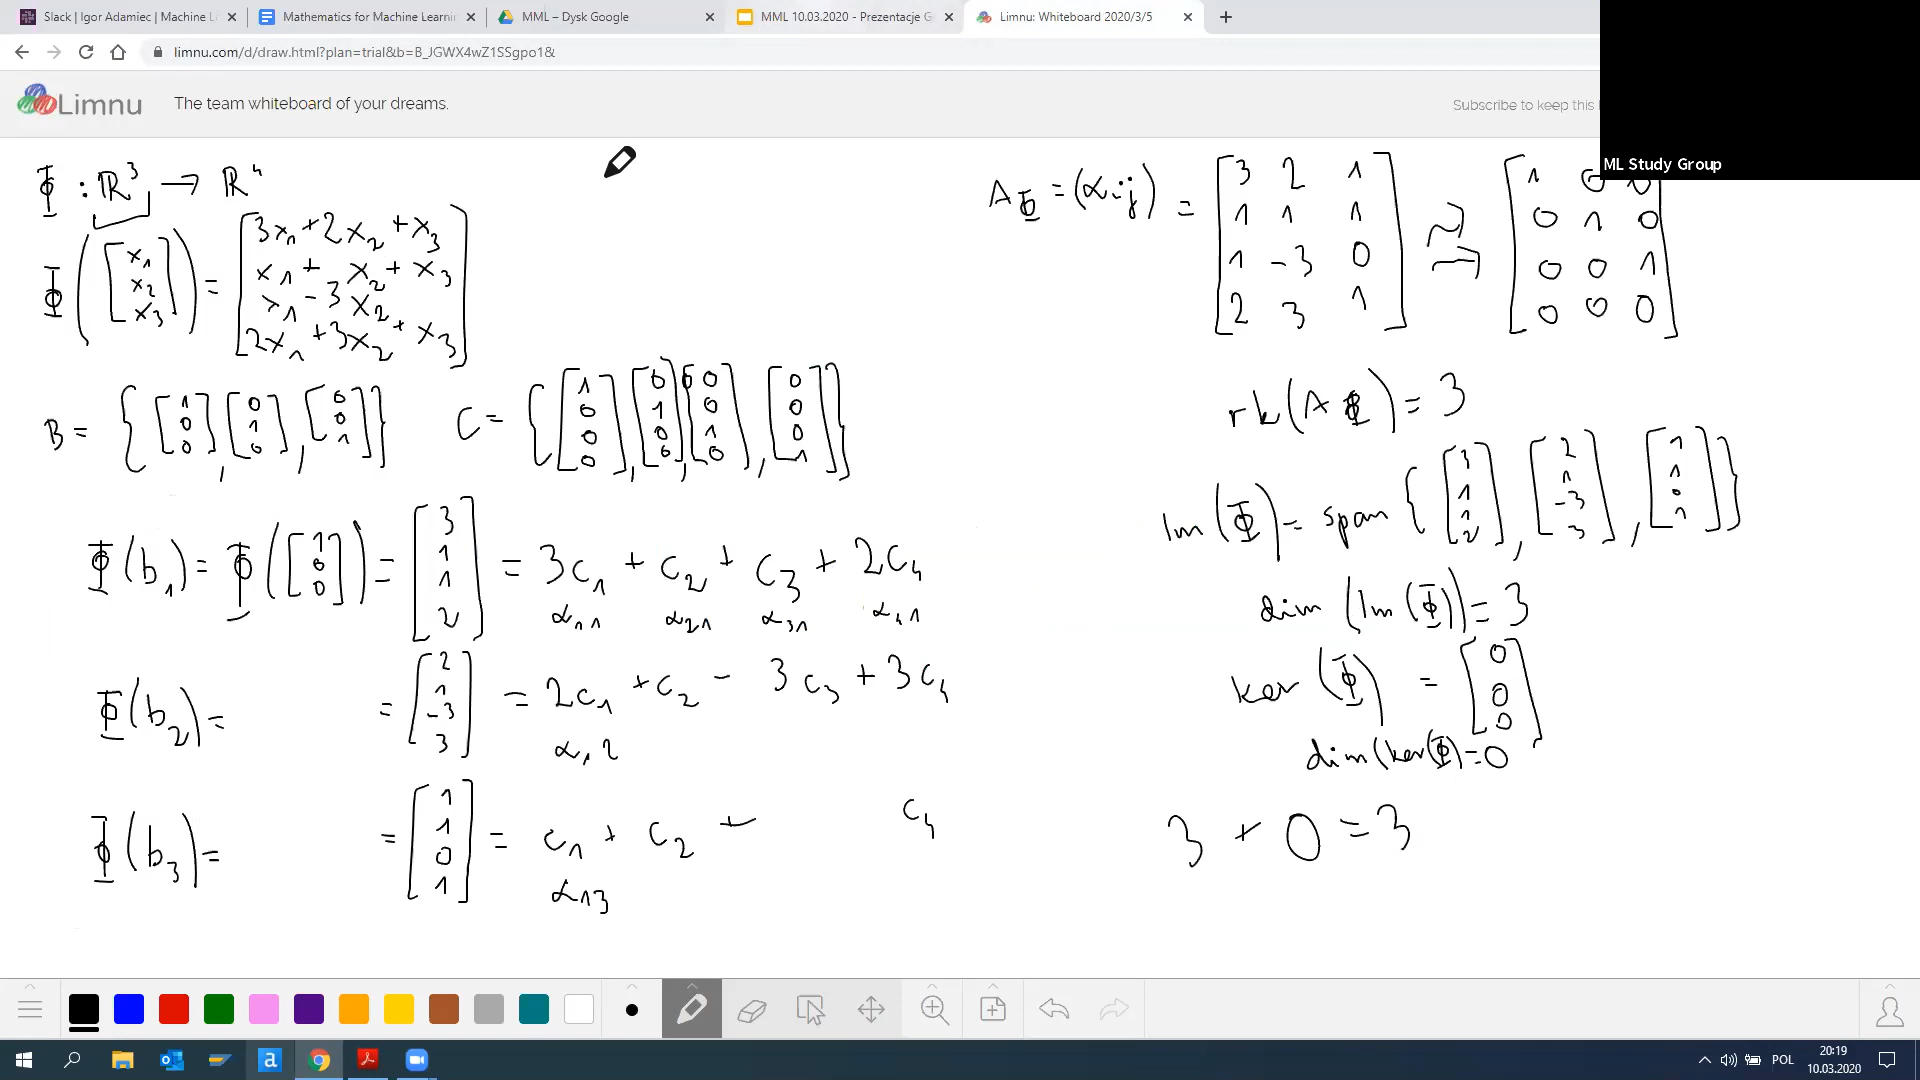 Slack | Igor Adamiec | Machine L
Mathematics for Machine Learnin
MML – Dysk Google
MML 10.03.2020 - Prezentacje G
Limnu: Whiteboard 2020/3/5
limnu.com/d/draw.html?plan=trial&b=B_JGWX4wZ1SSgpo1&
Limnu
The team whiteboard of your dreams.
Subscribe to keep this
ML Study Group
Φ : ℝ³ → ℝ⁴
Φ([x₁ x₂ x₃]) = [3x₁+2x₂+x₃
x₁+x₂+x₃
x₁-3x₂
2x₁+3x₂+x₃]
B = {[1 0 0], [0 1 0], [0 0 1]}
C = {[1 0 0 0], [0 1 0 0], [0 0 1 0], [0 0 0 1]}
Φ(b₁) = Φ([1 0 0]) = [3 1 1 2] = 3c₁ + c₂ + c₃ + 2c₄
α₁₁ α₂₁ α₃₁ α₄₁
Φ(b₂) = = [2 1 -3 3] = 2c₁ + c₂ - 3c₃ + 3c₄
α₁₂
Φ(b₃) = = [1 1 0 1] = c₁ + c₂ + c₄
α₁₃
AΦ = (αij) = [3 2 1
1 1 1
1 -3 0
2 3 1] ⇝ [1 0 0
0 1 0
0 0 1
0 0 0]
rk(AΦ) = 3
Im(Φ) = span {[3 1 1 2], [2 1 -3 3], [1 1 0 1]}
dim(Im(Φ)) = 3
ker(Φ) = [0 0 0]
dim(ker(Φ) = 0
3 + 0 = 3
POL
20:19
10.03.2020